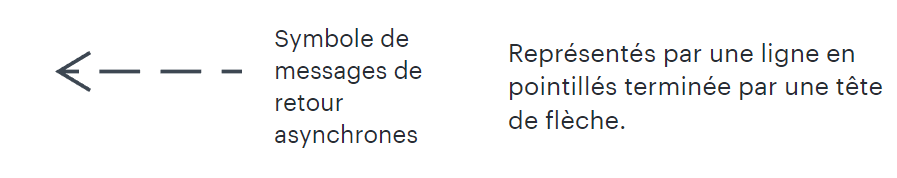 Symbole de
messages de
retour
asynchrones
Représentés par une ligne en
pointillés terminée par une tête
de flèche.